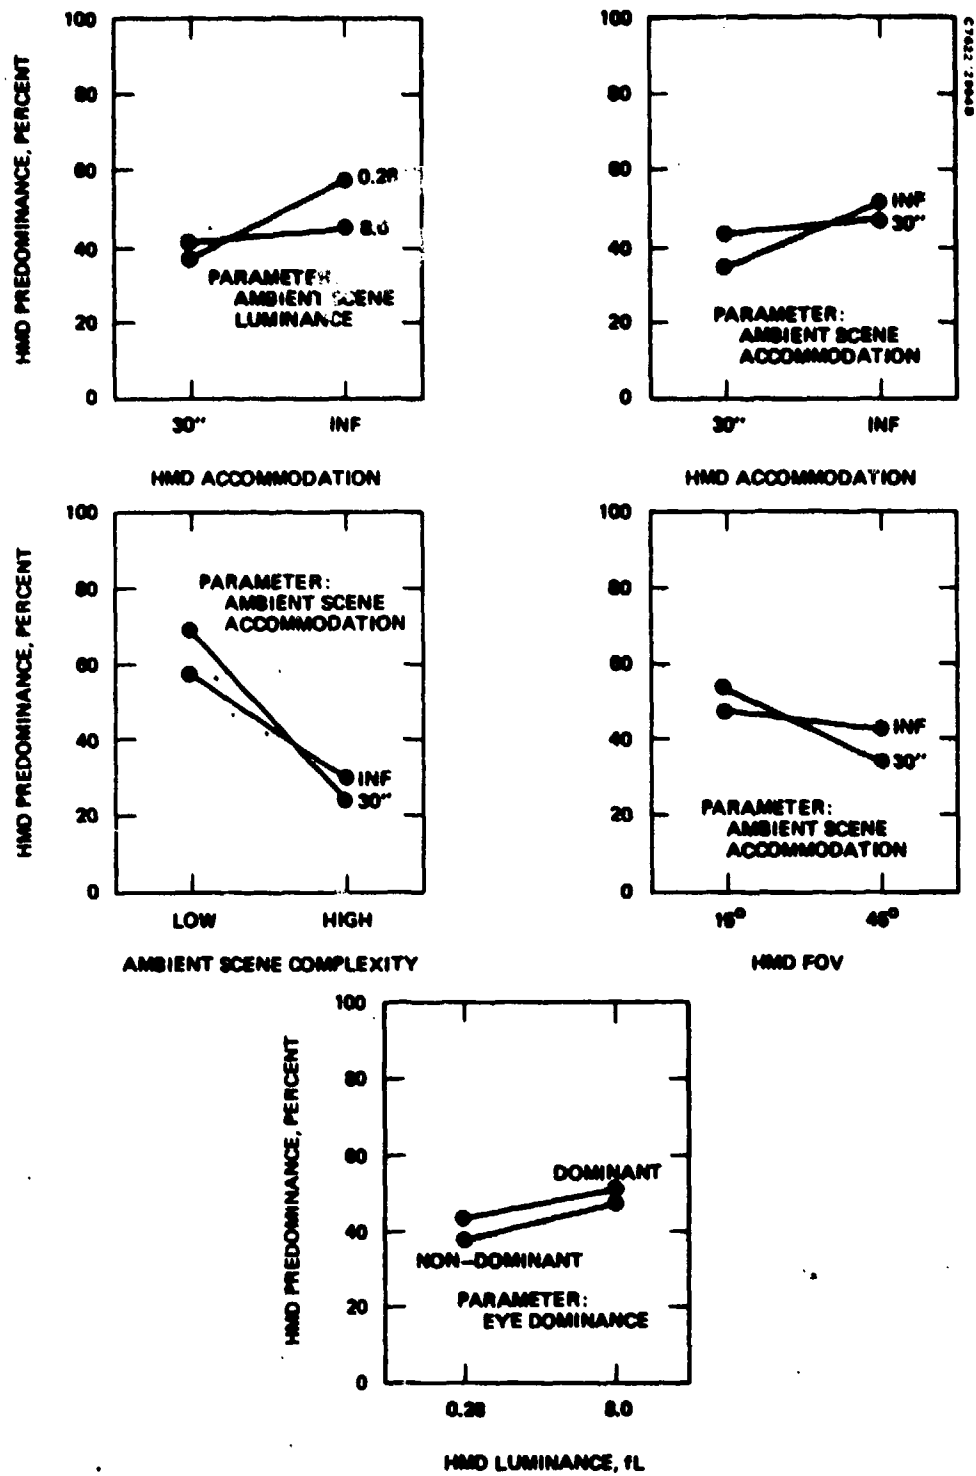 HMD PREDOMINANCE, PERCENT
100
80
60
40
20
0
0.28
8.0
PARAMETER:
AMBIENT SCENE
LUMINANCE
30" INF
HMD ACCOMMODATION
100
80
60
40
20
0
INF
30"
PARAMETER:
AMBIENT SCENE
ACCOMMODATION
30" INF
HMD ACCOMMODATION
HMD PREDOMINANCE, PERCENT
100
80
60
40
20
0
PARAMETER:
AMBIENT SCENE
ACCOMMODATION
INF
30"
LOW HIGH
AMBIENT SCENE COMPLEXITY
100
80
60
40
20
0
INF
30"
PARAMETER:
AMBIENT SCENE
ACCOMMODATION
15° 45°
HMD FOV
HMD PREDOMINANCE, PERCENT
100
80
60
40
20
0
DOMINANT
NON-DOMINANT
PARAMETER:
EYE DOMINANCE
0.28 8.0
HMD LUMINANCE, fL